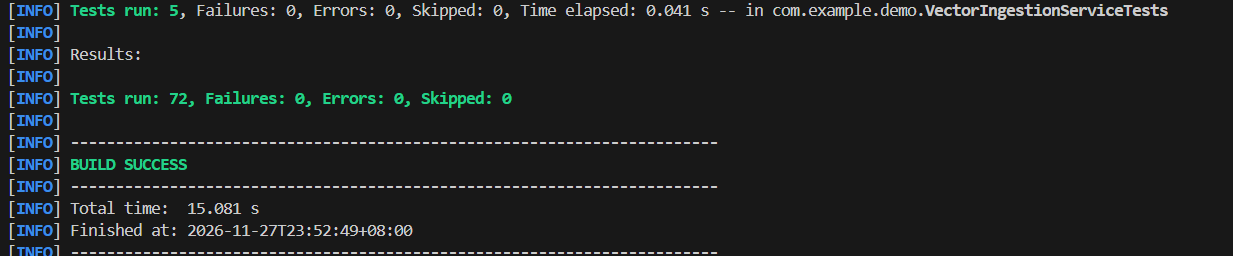 [INFO] Tests run: 5, Failures: 0, Errors: 0, Skipped: 0, Time elapsed: 0.041 s -- in com.example.demo.VectorIngestionServiceTests
[INFO]
[INFO] Results:
[INFO]
[INFO] Tests run: 72, Failures: 0, Errors: 0, Skipped: 0
[INFO]
[INFO] ------------------------------------------------------------------------
[INFO] BUILD SUCCESS
[INFO] ------------------------------------------------------------------------
[INFO] Total time:  15.081 s
[INFO] Finished at: 2026-11-27T23:52:49+08:00
[INFO] ------------------------------------------------------------------------